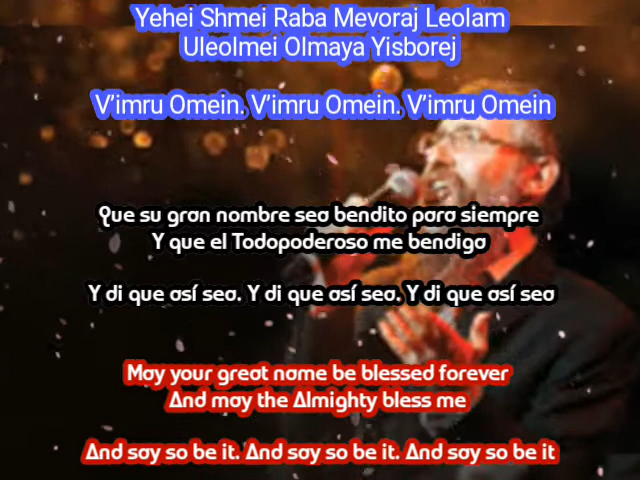 Yehei Shmei Raba Mevoraj Leolam
Uleolmei Olmaya Yisborej
V'imru Omein. V'imru Omein. V'imru Omein
Que su gran nombre sea bendito para siempre
Y que el Todopoderoso me bendiga
Y di que así sea. Y di que así sea. Y di que así sea
May your great name be blessed forever
And may the Almighty bless me
And say so be it. And say so be it. And say so be it